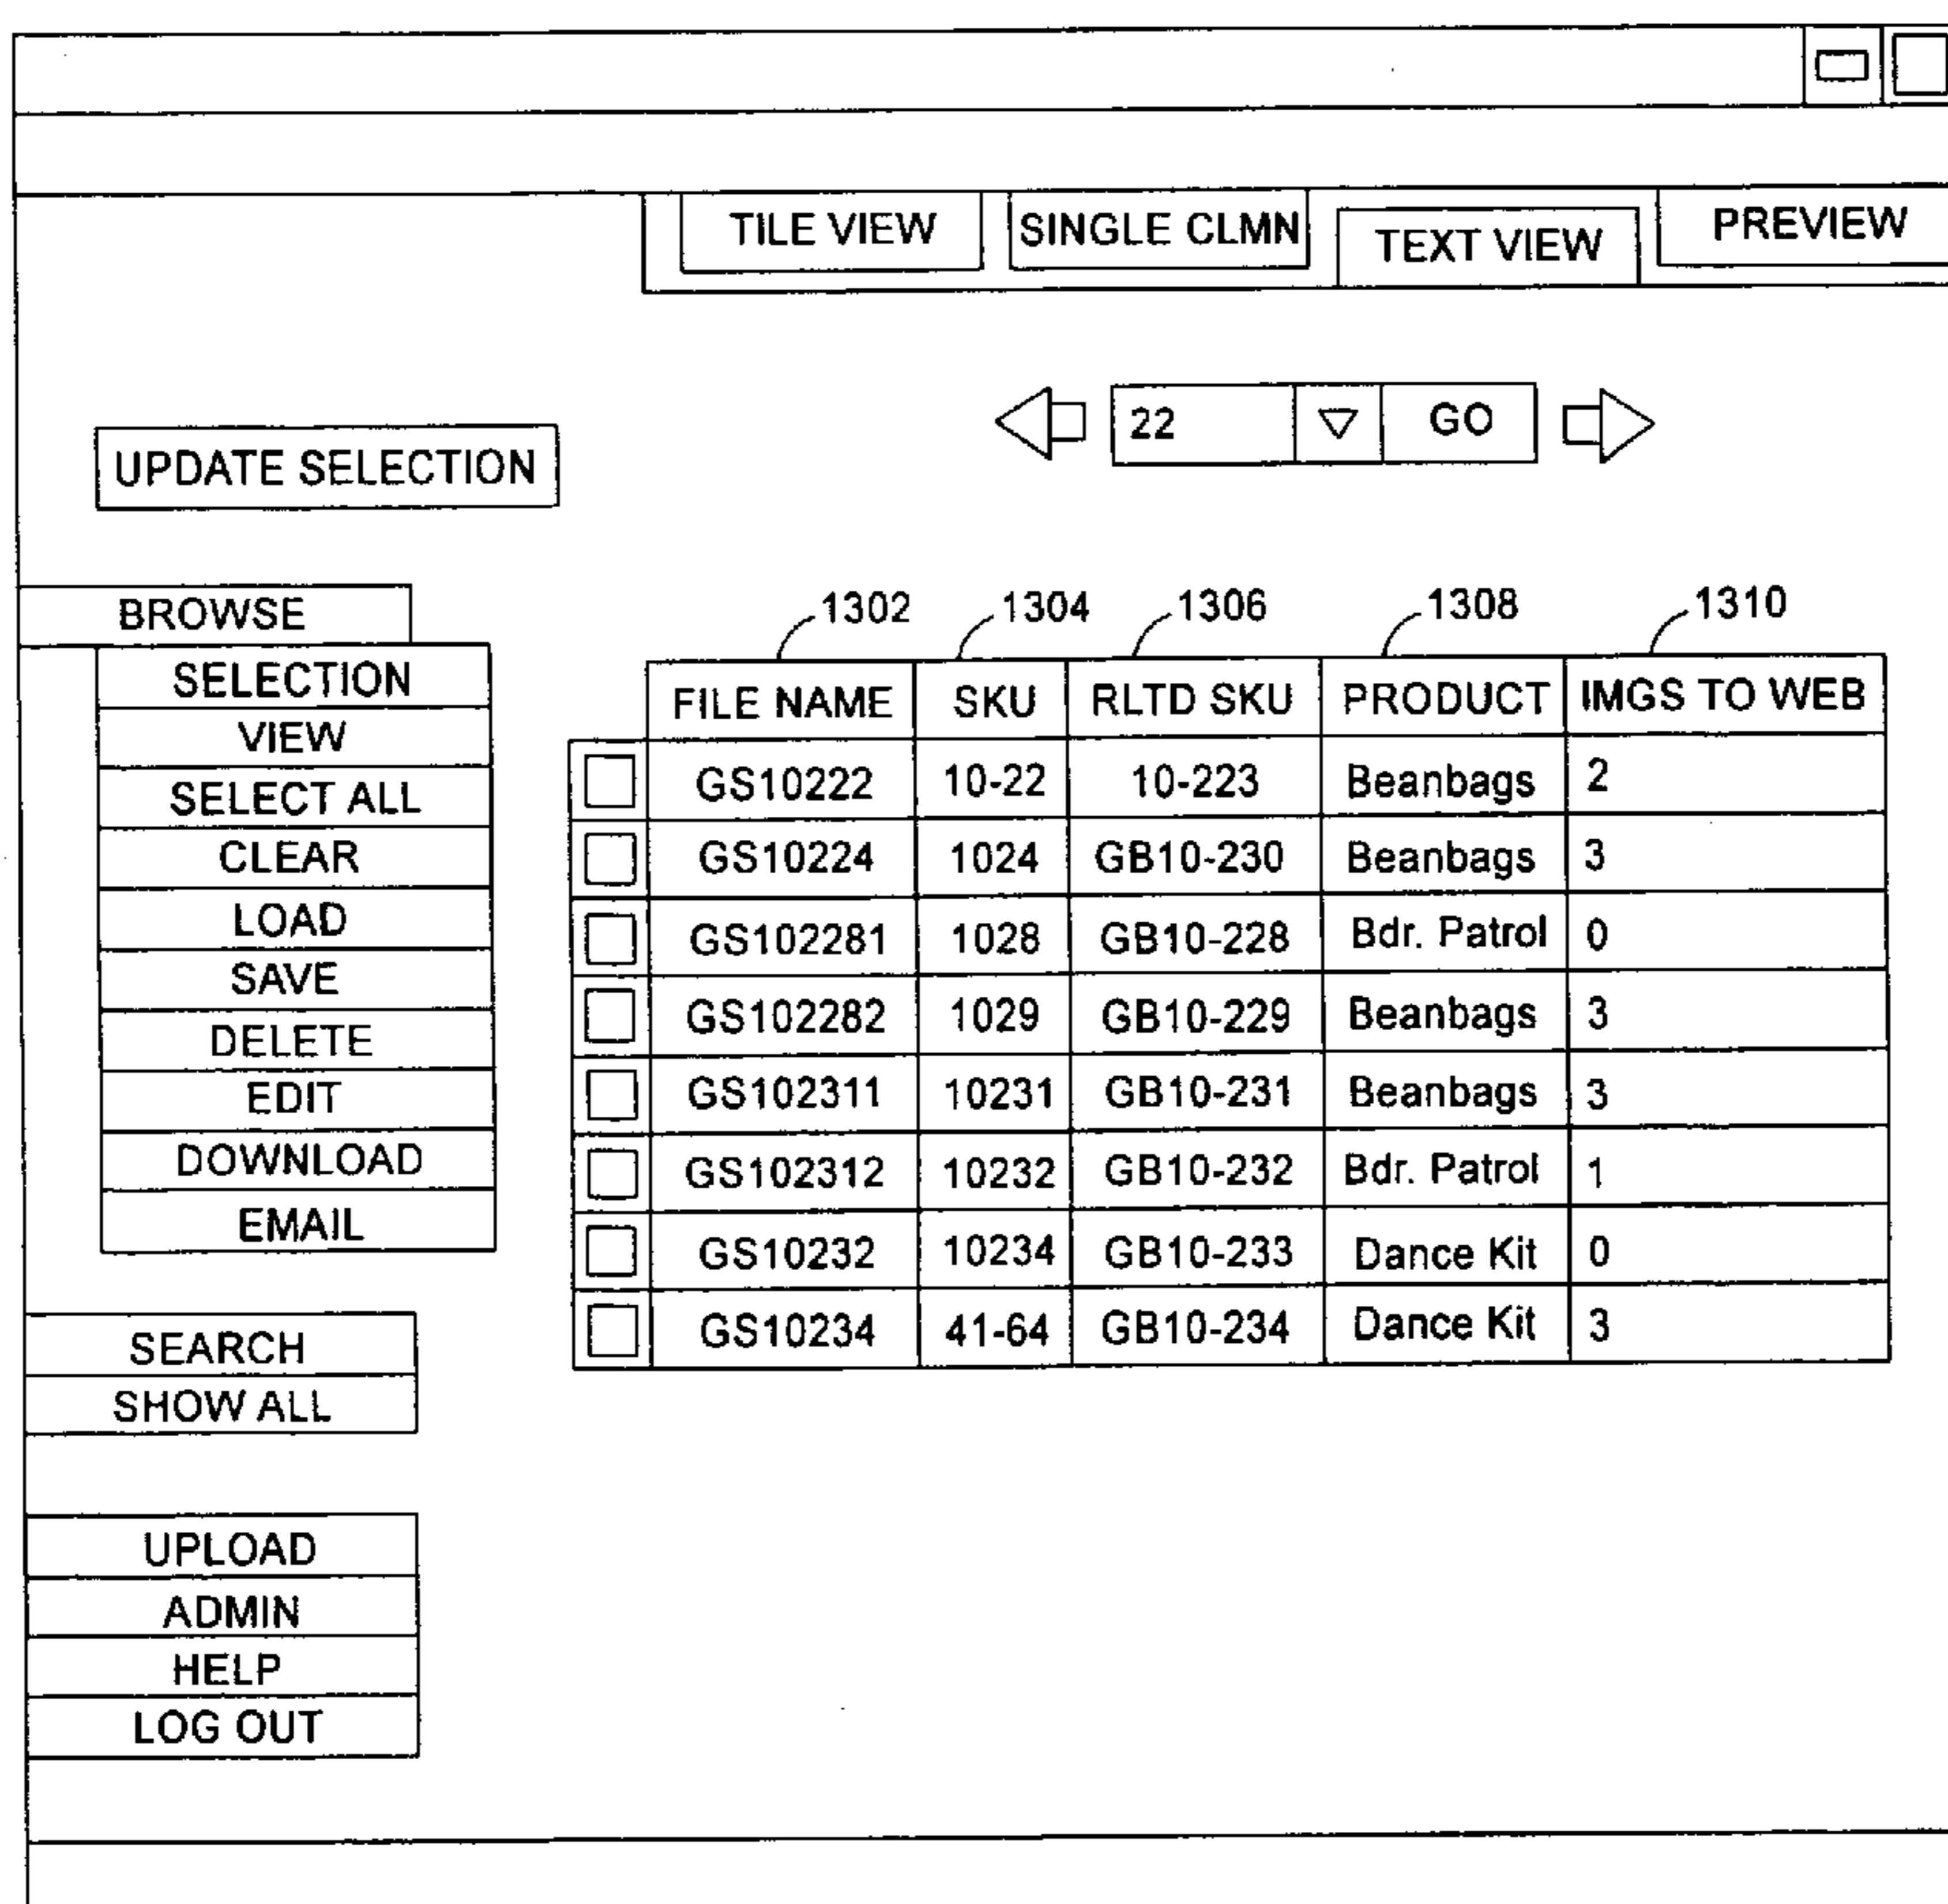 TILE VIEW SINGLE CLMN TEXT VIEW PREVIEW
22 GO
UPDATE SELECTION
BROWSE
SELECTION
VIEW
SELECT ALL
CLEAR
LOAD
SAVE
DELETE
EDIT
DOWNLOAD
EMAIL
SEARCH
SHOW ALL
UPLOAD
ADMIN
HELP
LOG OUT
1302 1304 1306 1308 1310
FILE NAME SKU RLTD SKU PRODUCT IMGS TO WEB
GS10222 10-22 10-223 Beanbags 2
GS10224 1024 GB10-230 Beanbags 3
GS102281 1028 GB10-228 Bdr. Patrol 0
GS102282 1029 GB10-229 Beanbags 3
GS102311 10231 GB10-231 Beanbags 3
GS102312 10232 GB10-232 Bdr. Patrol 1
GS10232 10234 GB10-233 Dance Kit 0
GS10234 41-64 GB10-234 Dance Kit 3